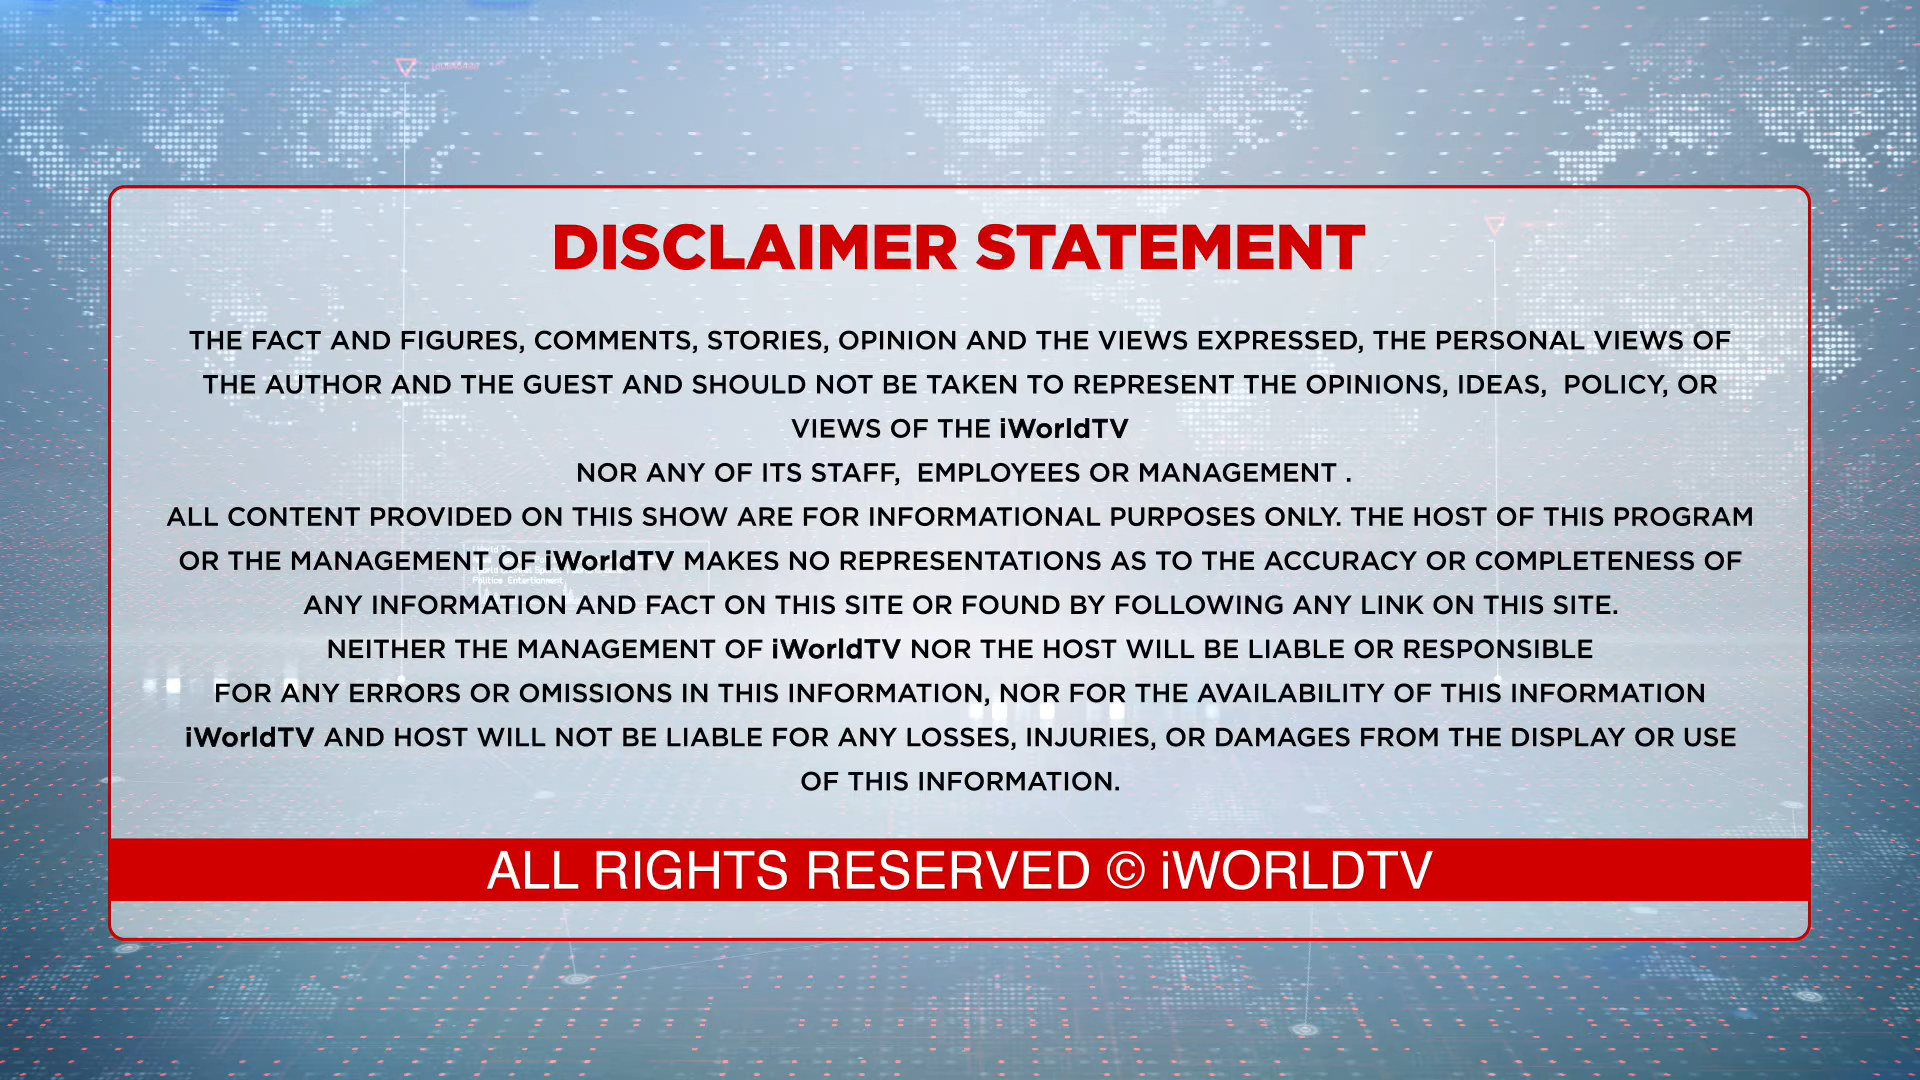 DISCLAIMER STATEMENT
THE FACT AND FIGURES, COMMENTS, STORIES, OPINION AND THE VIEWS EXPRESSED, THE PERSONAL VIEWS OF
THE AUTHOR AND THE GUEST AND SHOULD NOT BE TAKEN TO REPRESENT THE OPINIONS, IDEAS, POLICY, OR
VIEWS OF THE iWorldTV
NOR ANY OF ITS STAFF, EMPLOYEES OR MANAGEMENT .
ALL CONTENT PROVIDED ON THIS SHOW ARE FOR INFORMATIONAL PURPOSES ONLY. THE HOST OF THIS PROGRAM
OR THE MANAGEMENT OF iWorldTV MAKES NO REPRESENTATIONS AS TO THE ACCURACY OR COMPLETENESS OF
Politice Entertionment
ANY INFORMATION AND FACT ON THIS SITE OR FOUND BY FOLLOWING ANY LINK ON THIS SITE.
NEITHER THE MANAGEMENT OF iWorldTV NOR THE HOST WILL BE LIABLE OR RESPONSIBLE
FOR ANY ERRORS OR OMISSIONS IN THIS INFORMATION, NOR FOR THE AVAILABILITY OF THIS INFORMATION
iWorldTV AND HOST WILL NOT BE LIABLE FOR ANY LOSSES, INJURIES, OR DAMAGES FROM THE DISPLAY OR USE
OF THIS INFORMATION.
ALL RIGHTS RESERVED © iWORLDTV